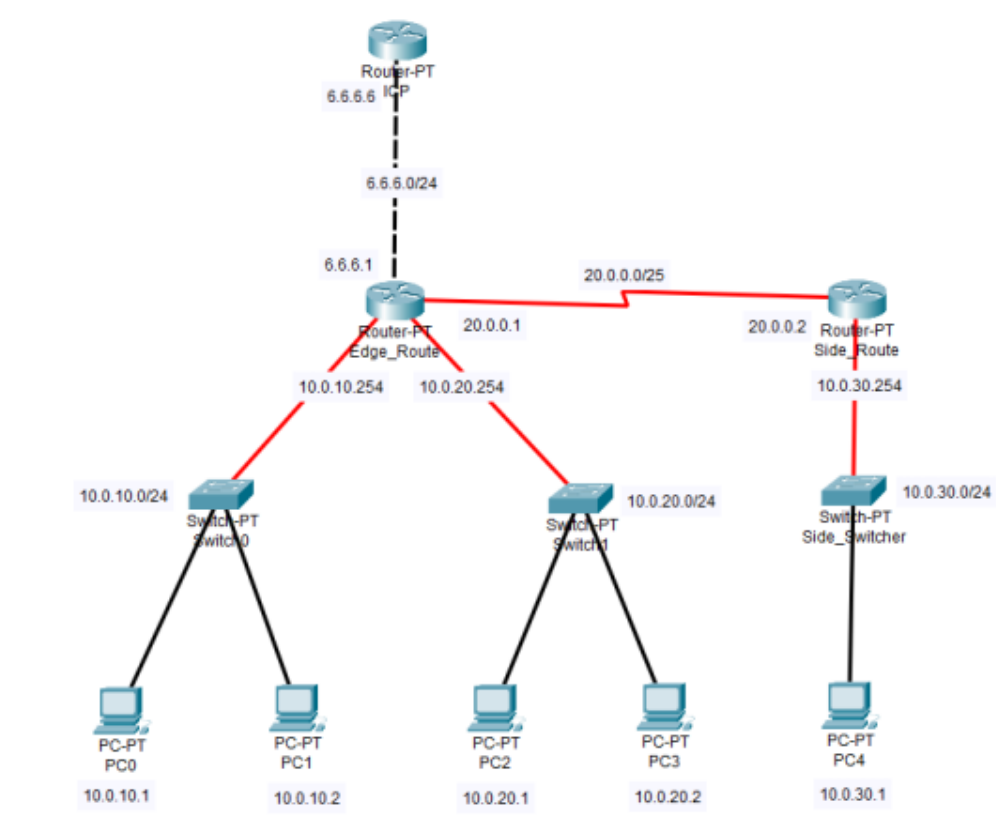 Router-PT
ICP
6.6.6.6
6.6.6.0/24
6.6.6.1
20.0.0.0/25
20.0.0.1
20.0.0.2
Router-PT
Edge_Route
Router-PT
Side_Route
10.0.10.254
10.0.20.254
10.0.30.254
10.0.10.0/24
10.0.20.0/24
10.0.30.0/24
Switch-PT
Switch0
Switch-PT
Switch1
Switch-PT
Side_Switcher
PC-PT
PC0
PC-PT
PC1
PC-PT
PC2
PC-PT
PC3
PC-PT
PC4
10.0.10.1
10.0.10.2
10.0.20.1
10.0.20.2
10.0.30.1